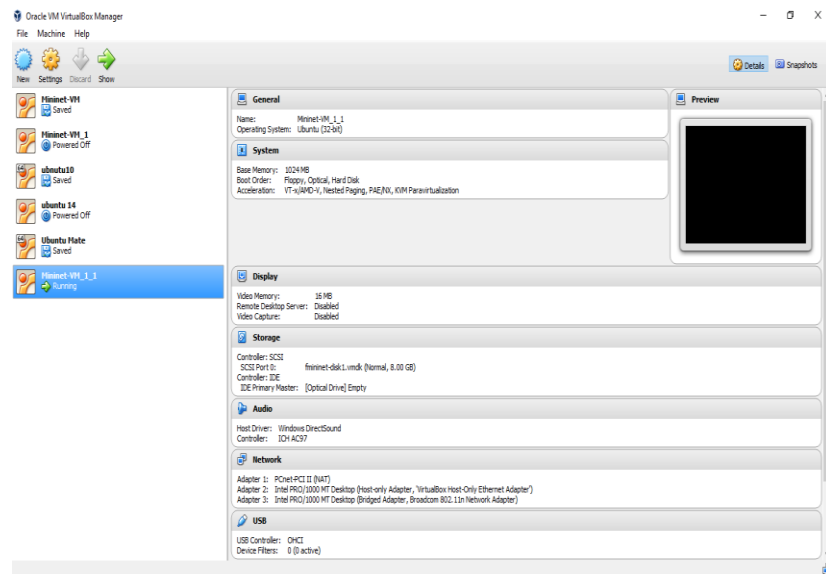 Oracle VM VirtualBox Manager
File Machine Help
New Settings Discard Show
Details Snapshots
Mininet-VM
Saved
Mininet-VM_1
Powered Off
64
ubnutu10
Saved
ubuntu 14
Powered Off
64
Ubuntu Mate
Saved
Mininet-VM_1_1
Running
General
Name: Mininet-VM_1_1
Operating System: Ubuntu (32-bit)
System
Base Memory: 1024 MB
Boot Order: Floppy, Optical, Hard Disk
Acceleration: VT-x/AMD-V, Nested Paging, PAE/NX, KVM Paravirtualization
Preview
Display
Video Memory: 16 MB
Remote Desktop Server: Disabled
Video Capture: Disabled
Storage
Controller: SCSI
SCSI Port 0: fmininet-disk1.vmdk (Normal, 8.00 GB)
Controller: IDE
IDE Primary Master: [Optical Drive] Empty
Audio
Host Driver: Windows DirectSound
Controller: ICH AC97
Network
Adapter 1: PCnet-PCI II (NAT)
Adapter 2: Intel PRO/1000 MT Desktop (Host-only Adapter, 'VirtualBox Host-Only Ethernet Adapter')
Adapter 3: Intel PRO/1000 MT Desktop (Bridged Adapter, Broadcom 802.11n Network Adapter)
USB
USB Controller: OHCI
Device Filters: 0 (0 active)